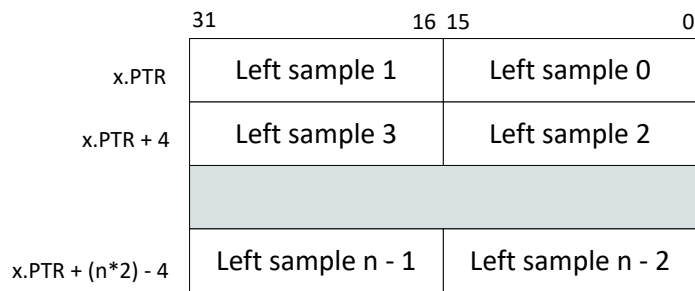 31 16 15 0
x.PTR Left sample 1 Left sample 0
x.PTR + 4 Left sample 3 Left sample 2
x.PTR + (n*2) - 4 Left sample n - 1 Left sample n - 2